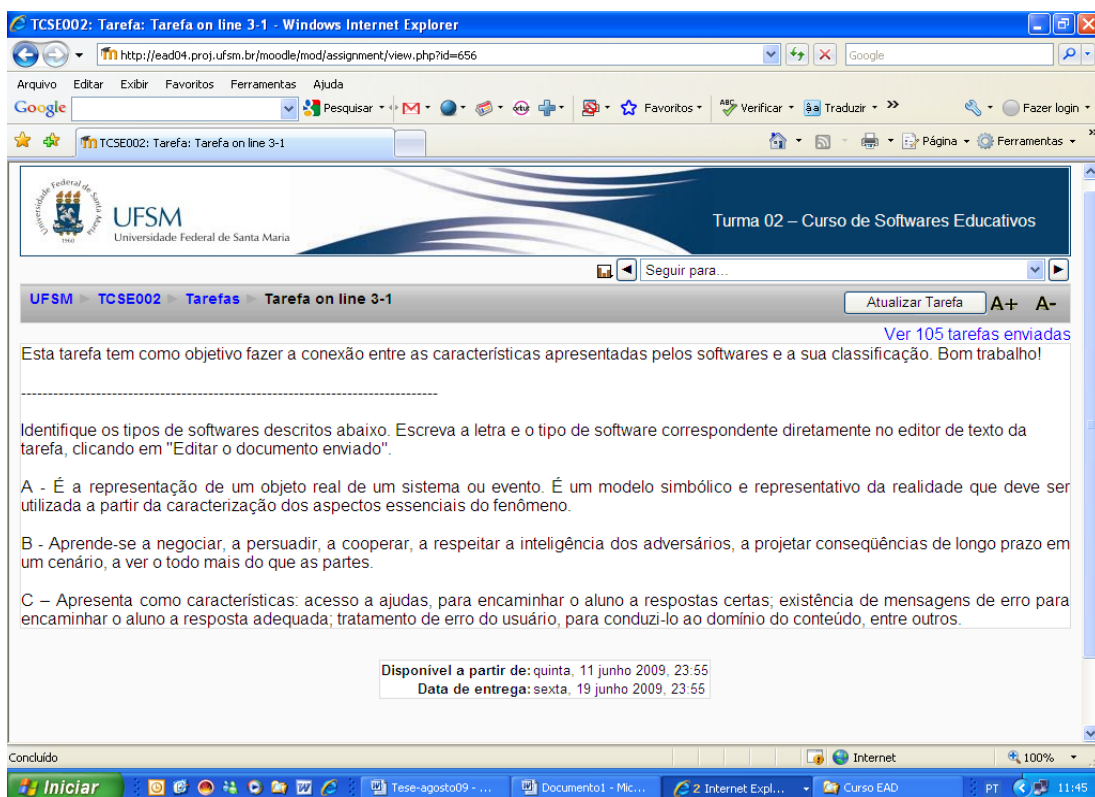 TCSE002: Tarefa: Tarefa on line 3-1 - Windows Internet Explorer
http://ead04.proj.ufsm.br/moodle/mod/assignment/view.php?id=656
Google
Arquivo Editar Exibir Favoritos Ferramentas Ajuda
Google Pesquisar Favoritos Verificar Traduzir Fazer login
TCSE002: Tarefa: Tarefa on line 3-1 Página Ferramentas
Universidade Federal de Santa Maria
1960
UFSM
Universidade Federal de Santa Maria
Turma 02 – Curso de Softwares Educativos
Seguir para...
UFSM TCSE002 Tarefas Tarefa on line 3-1 Atualizar Tarefa A+ A-
Ver 105 tarefas enviadas
Esta tarefa tem como objetivo fazer a conexão entre as características apresentadas pelos softwares e a sua classificação. Bom trabalho!
------------------------------------------------------------------------------
Identifique os tipos de softwares descritos abaixo. Escreva a letra e o tipo de software correspondente diretamente no editor de texto da
tarefa, clicando em "Editar o documento enviado".
A - É a representação de um objeto real de um sistema ou evento. É um modelo simbólico e representativo da realidade que deve ser
utilizada a partir da caracterização dos aspectos essenciais do fenômeno.
B - Aprende-se a negociar, a persuadir, a cooperar, a respeitar a inteligência dos adversários, a projetar conseqüências de longo prazo em
um cenário, a ver o todo mais do que as partes.
C – Apresenta como características: acesso a ajudas, para encaminhar o aluno a respostas certas; existência de mensagens de erro para
encaminhar o aluno a resposta adequada; tratamento de erro do usuário, para conduzi-lo ao domínio do conteúdo, entre outros.
Disponível a partir de: quinta, 11 junho 2009, 23:55
Data de entrega: sexta, 19 junho 2009, 23:55
Concluído Internet 100%
Iniciar Tese-agosto09 - ... Documento1 - Mic... 2 Internet Expl... Curso EAD PT 11:45